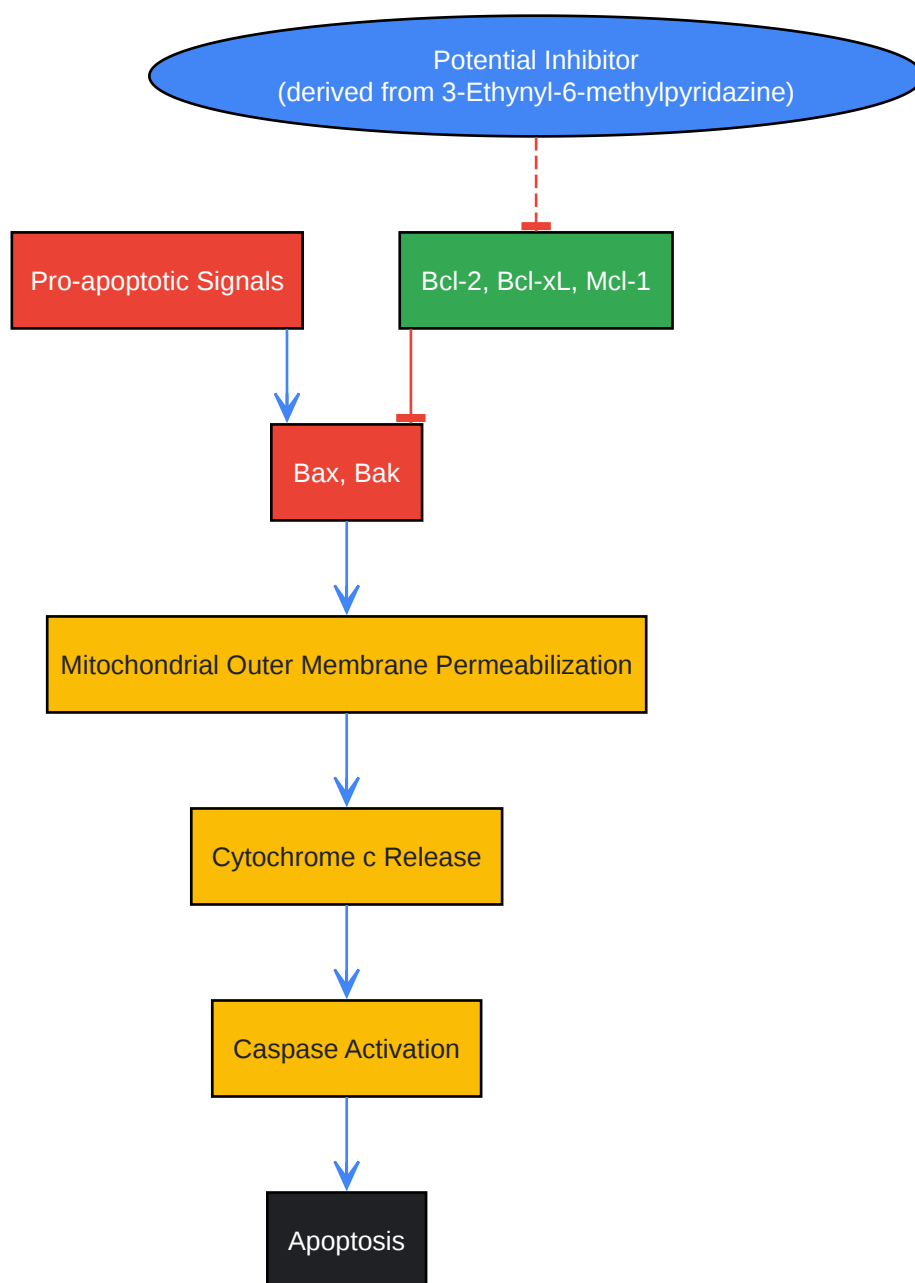 Potential Inhibitor
(derived from 3-Ethynyl-6-methylpyridazine)
Pro-apoptotic Signals
Bcl-2, Bcl-xL, Mcl-1
Bax, Bak
Mitochondrial Outer Membrane Permeabilization
Cytochrome c Release
Caspase Activation
Apoptosis